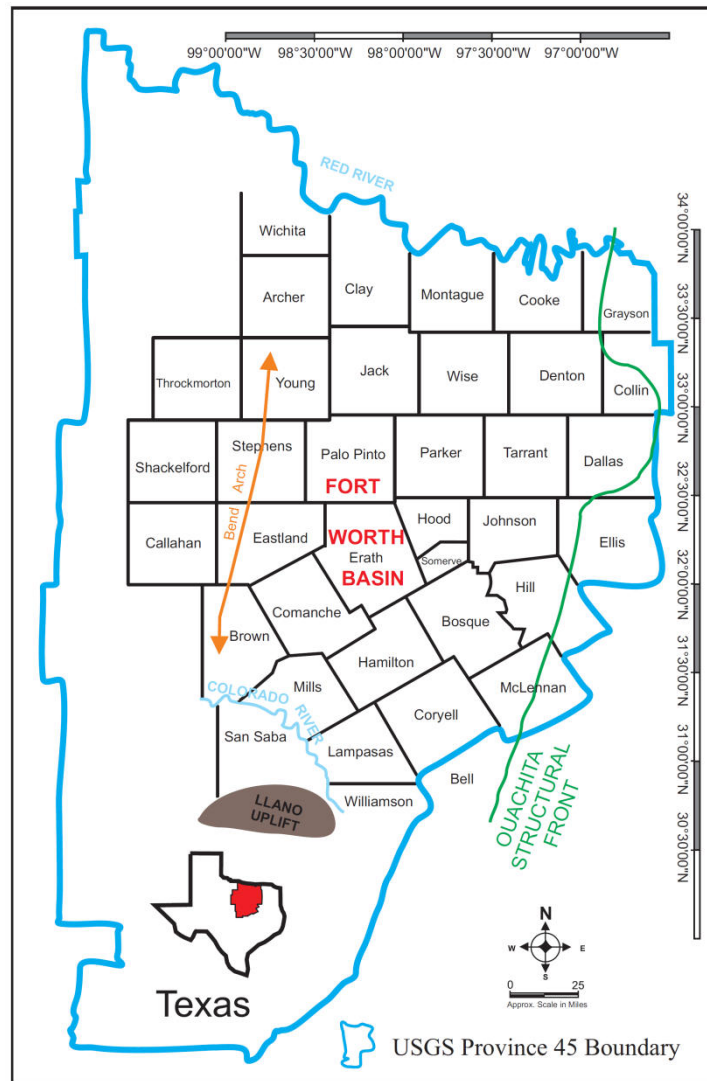 99°00'00"W
98°30'00"W
98°00'00"W
97°30'00"W
97°00'00"W
RED RIVER
34°00'00"N
33°30'00"N
33°00'00"N
32°30'00"N
32°00'00"N
31°30'00"N
31°00'00"N
30°30'00"N
Wichita
Archer
Clay
Montague
Cooke
Grayson
Throckmorton
Young
Jack
Wise
Denton
Collin
Shackelford
Stephens
Palo Pinto
Parker
Tarrant
Dallas
Bend Arch
FORT
WORTH
BASIN
Callahan
Eastland
Erath
Hood
Somerve
Johnson
Ellis
Brown
Comanche
Bosque
Hill
Mills
Hamilton
McLennan
COLORADO RIVER
San Saba
Lampasas
Coryell
Bell
Williamson
LLANO
UPLIFT
OUACHITA
STRUCTURAL
FRONT
Texas
N
W
E
S
0
25
Approx. Scale in Miles
USGS Province 45 Boundary